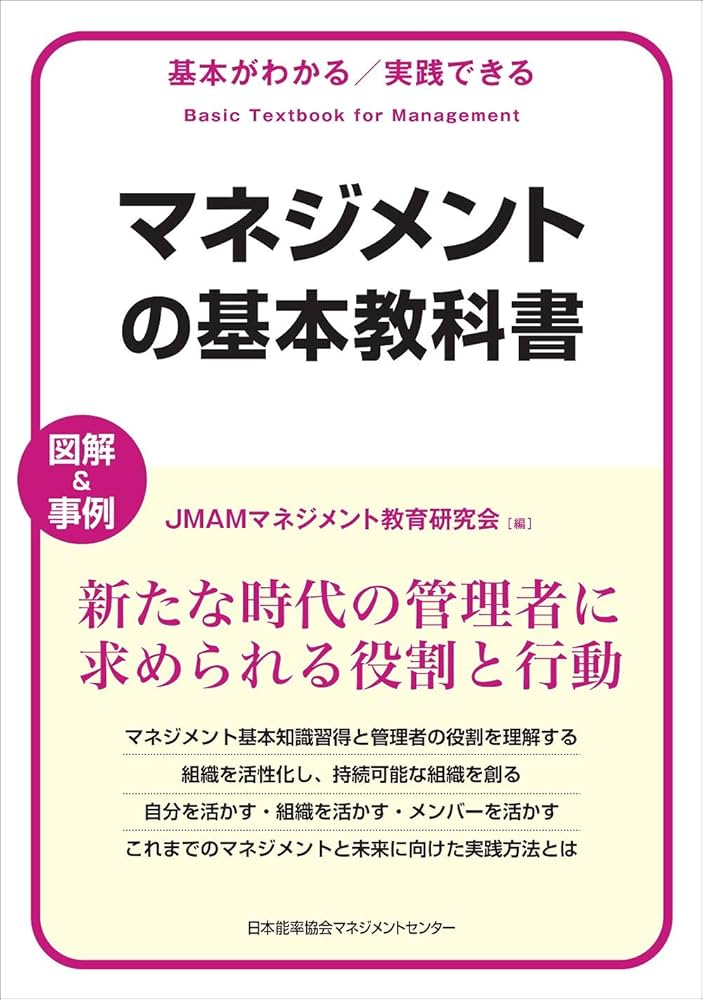 基本がわかる／実践できる
Basic Textbook for Management
マネジメント
の基本教科書
図解
&
事例
JMAMマネジメント教育研究会［編］
新たな時代の管理者に
求められる役割と行動
マネジメント基本知識習得と管理者の役割を理解する
組織を活性化し、持続可能な組織を創る
自分を活かす・組織を活かす・メンバーを活かす
これまでのマネジメントと未来に向けた実践方法とは
日本能率協会マネジメントセンター